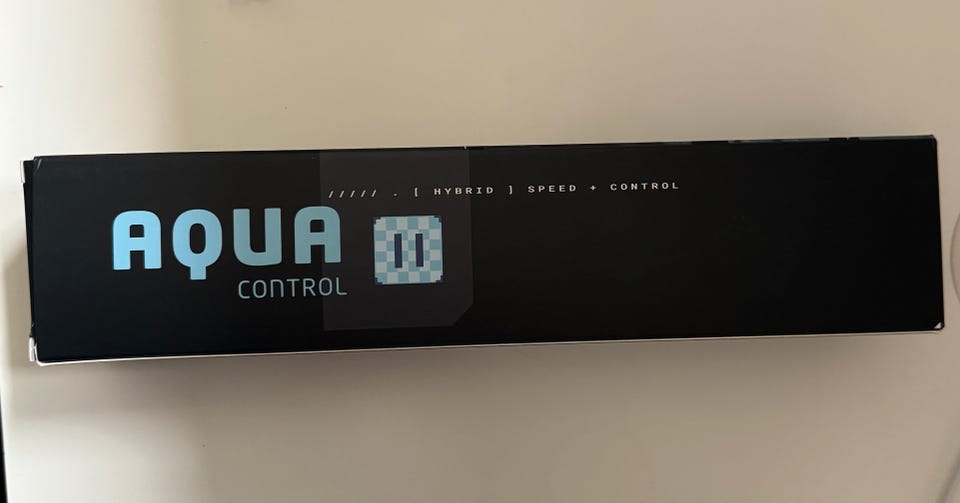 ///// . [ HYBRID ] SPEED + CONTROL
AQUA
CONTROL
II